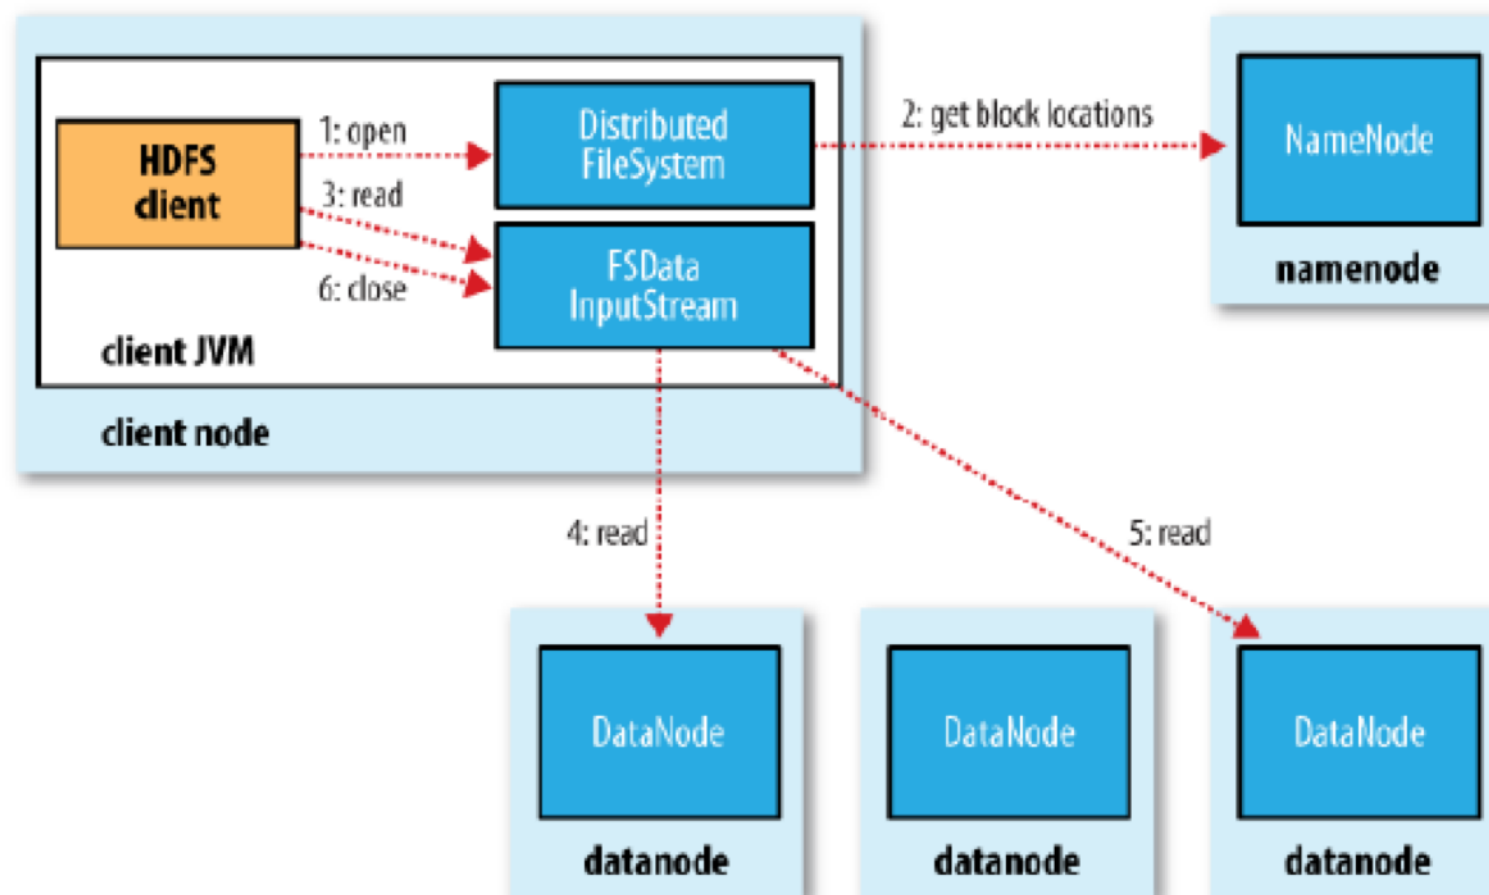 1: open
Distributed
FileSystem
2: get block locations
NameNode
HDFS
client
3: read
FSData
InputStream
6: close
namenode
client JVM
client node
4: read
5: read
DataNode
DataNode
DataNode
datanode
datanode
datanode